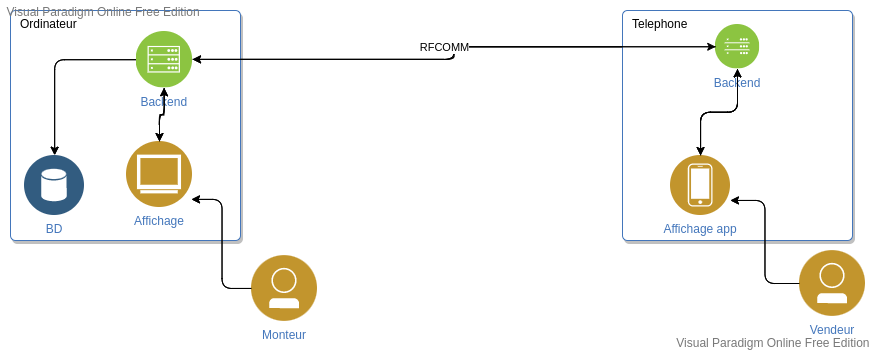 Visual Paradigm Online Free Edition
Ordinateur
Telephone
RFCOMM
Backend
Backend
BD
Affichage
Affichage app
Monteur
Vendeur
Visual Paradigm Online Free Edition